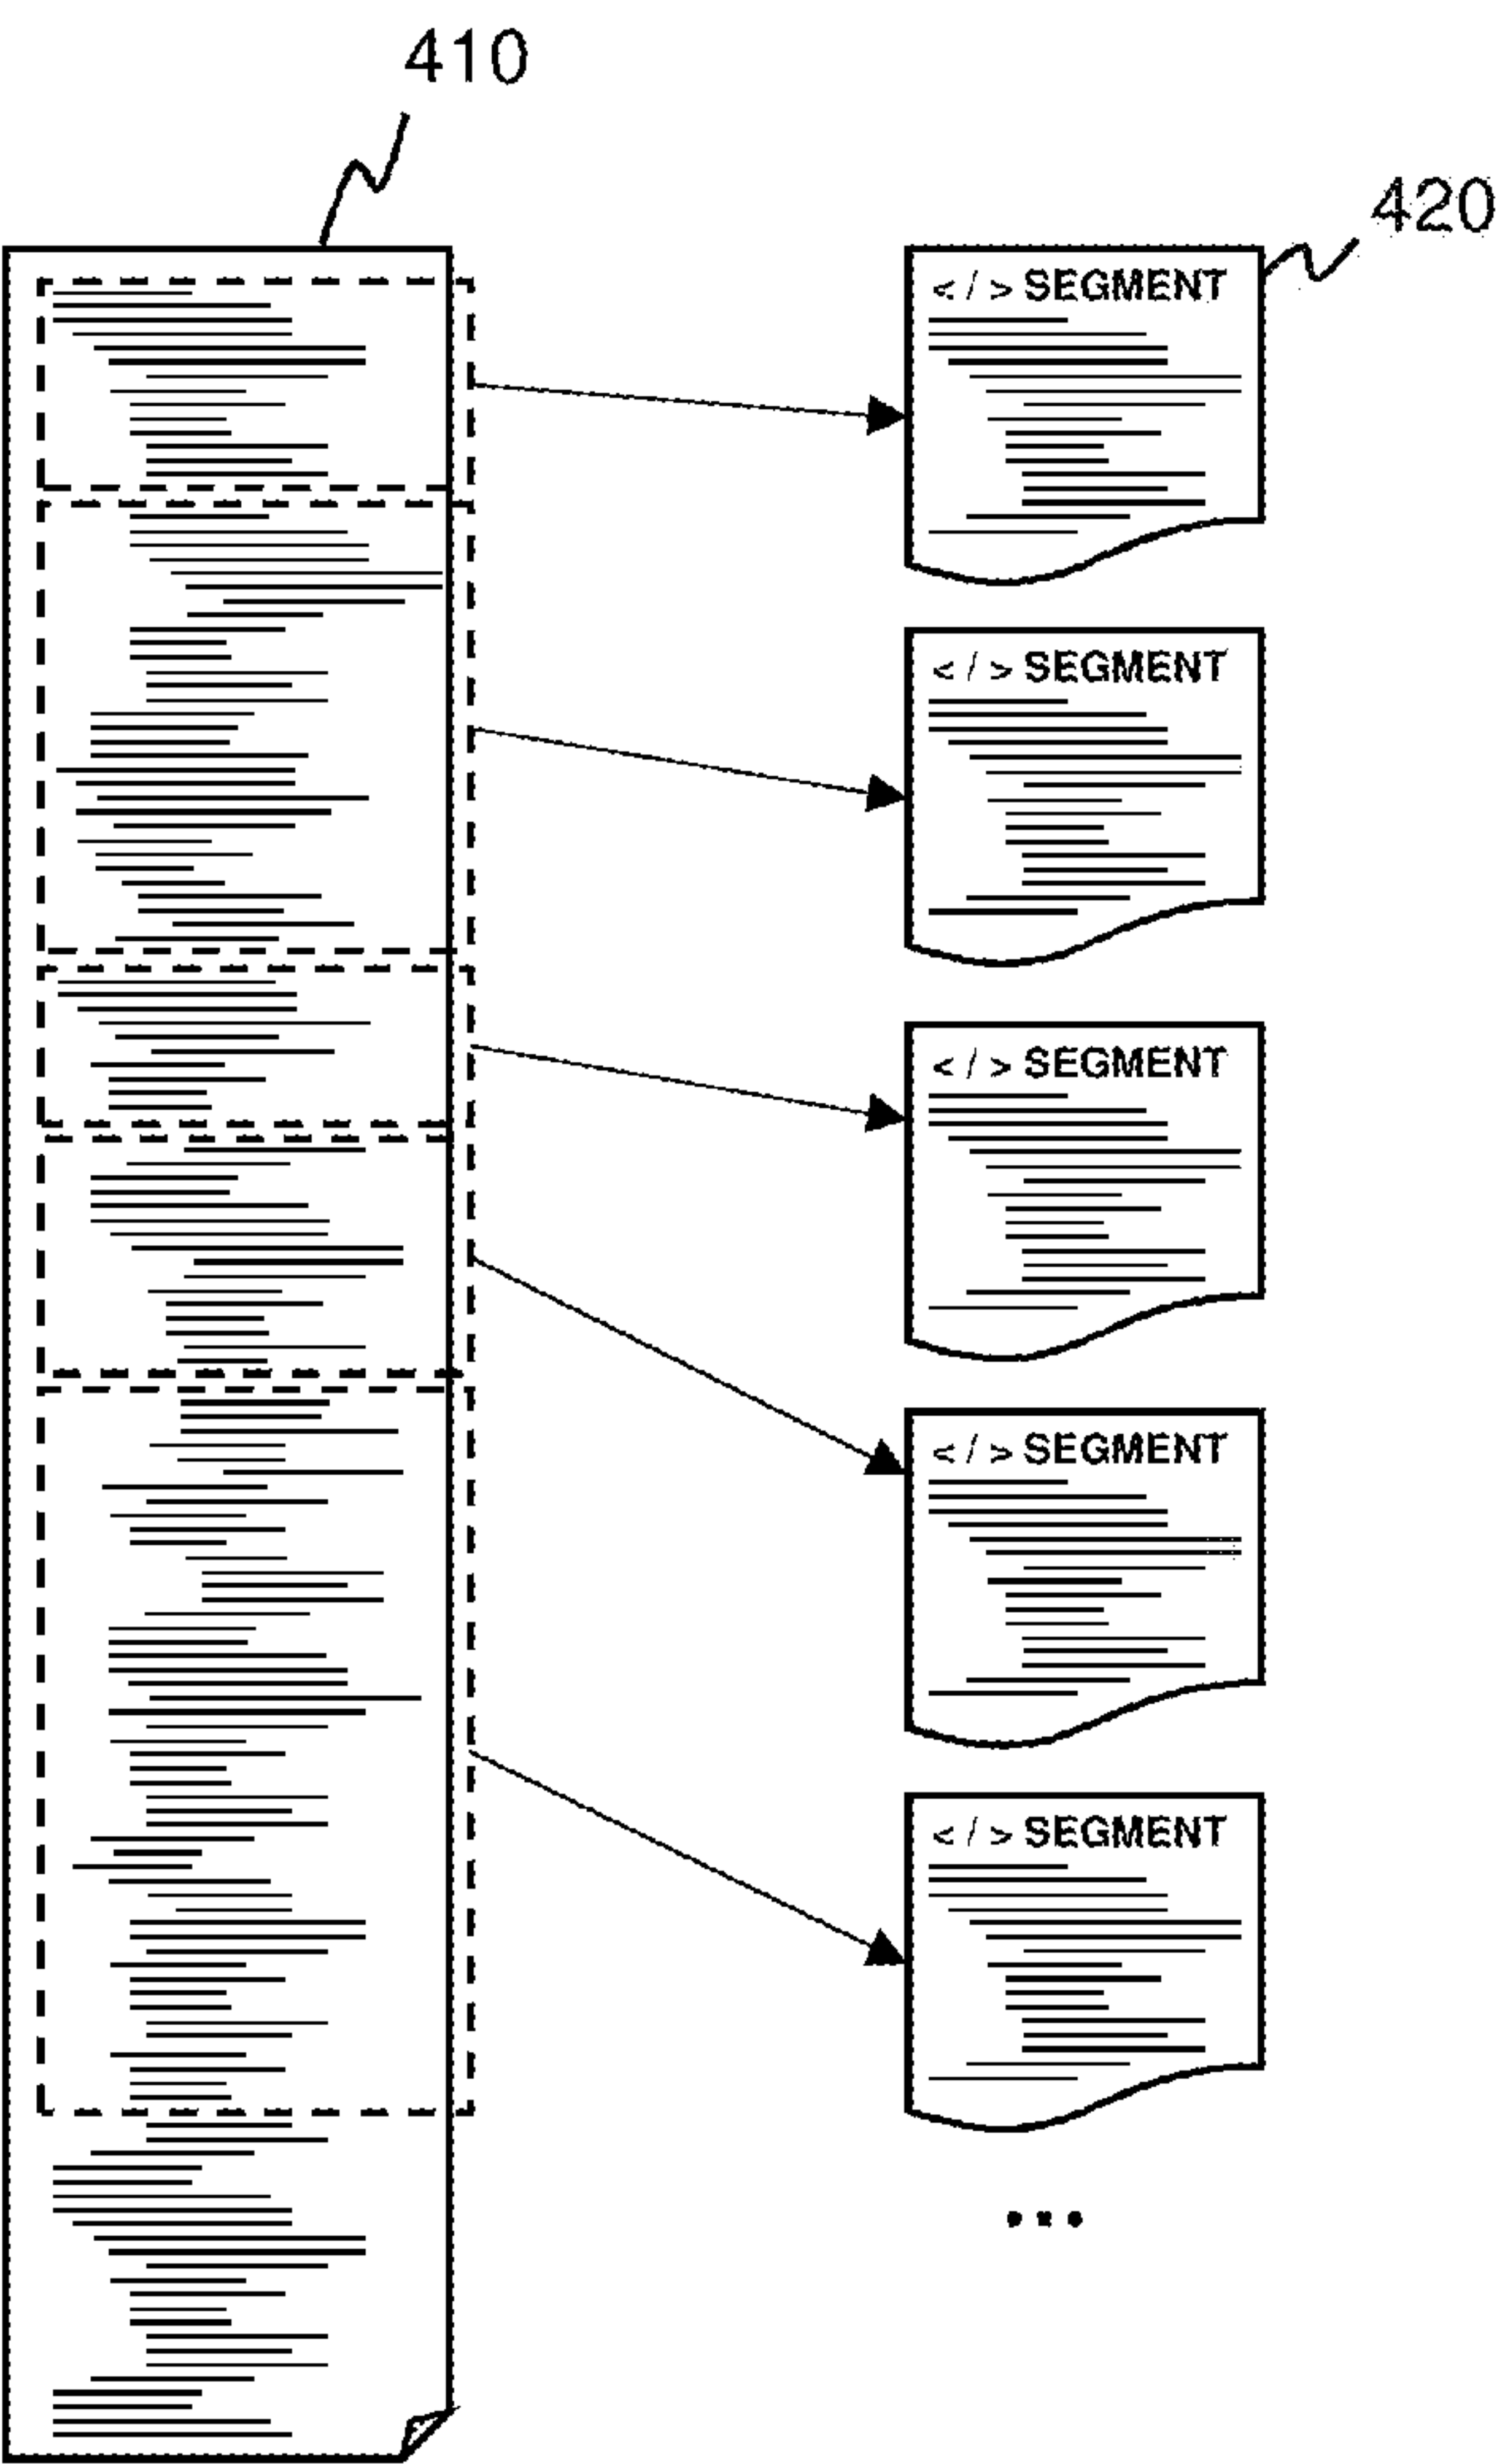 410
420
< / > SEGMENT
< / > SEGMENT
< / > SEGMENT
< / > SEGMENT
< / > SEGMENT
...